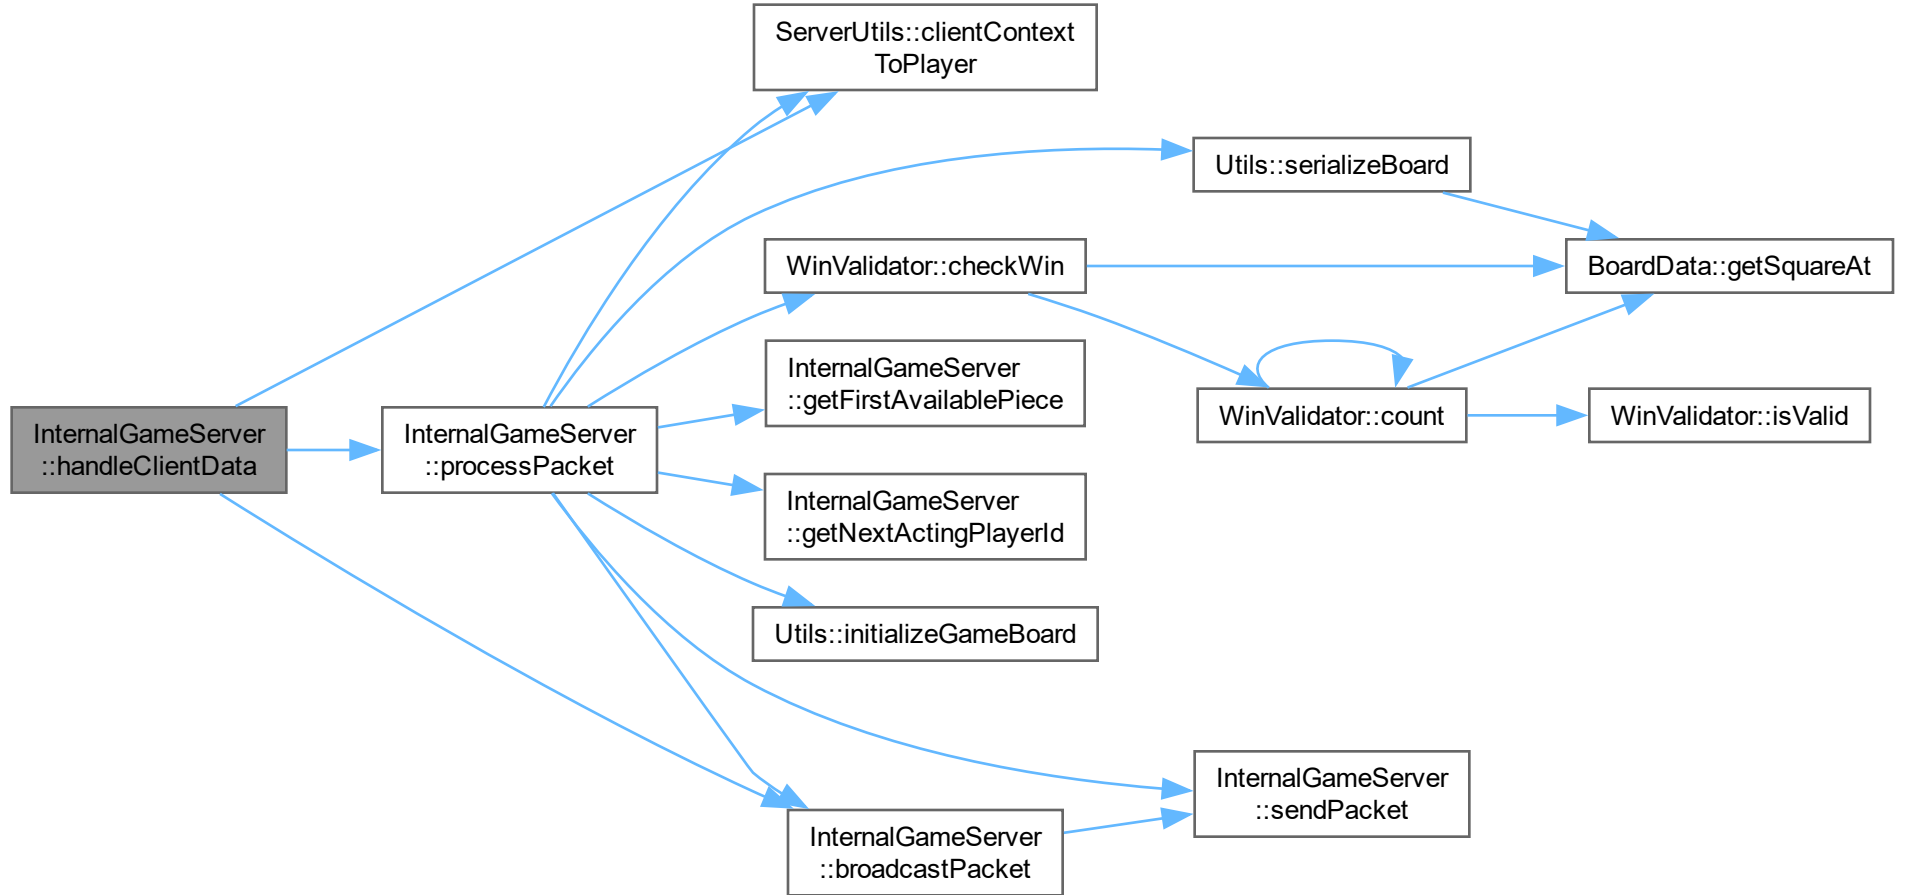 ServerUtils::clientContext
ToPlayer
Utils::serializeBoard
WinValidator::checkWin
BoardData::getSquareAt
InternalGameServer
::getFirstAvailablePiece
WinValidator::count
WinValidator::isValid
InternalGameServer
::handleClientData
InternalGameServer
::processPacket
InternalGameServer
::getNextActingPlayerId
Utils::initializeGameBoard
InternalGameServer
::sendPacket
InternalGameServer
::broadcastPacket